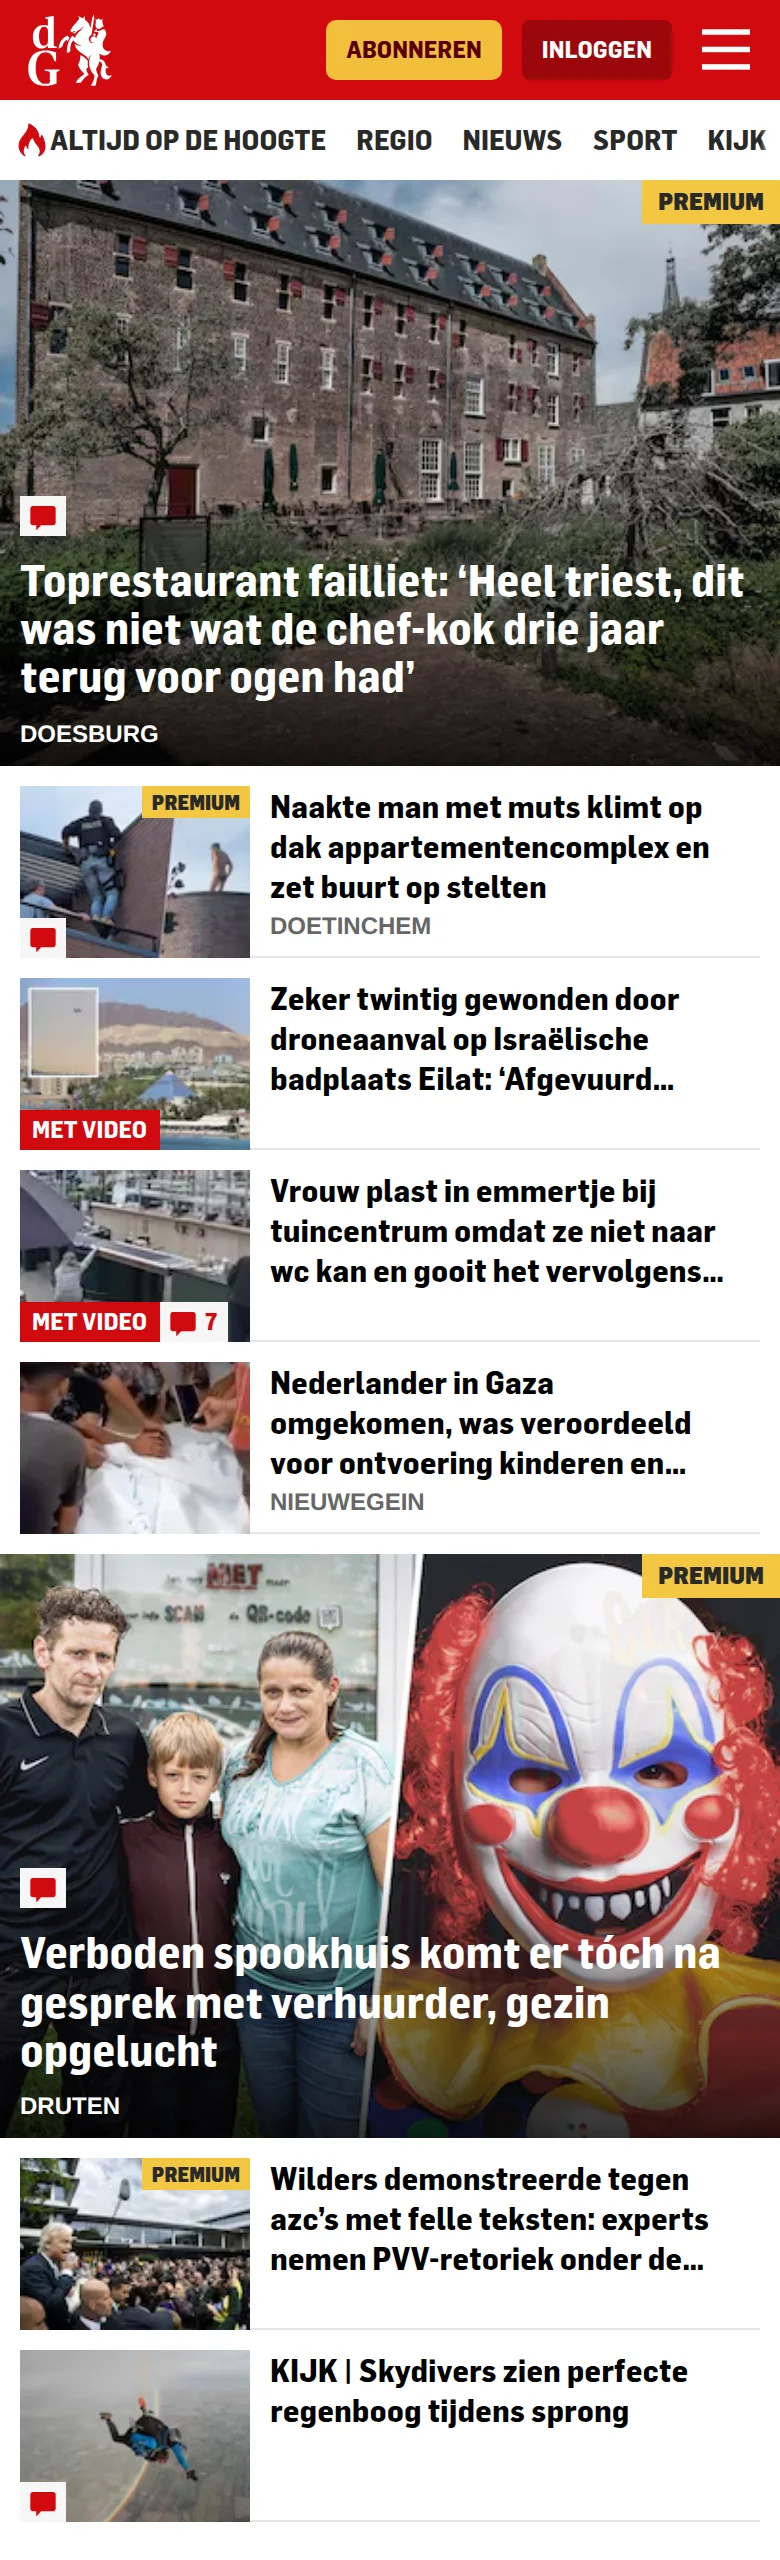 d
G
ABONNEREN
INLOGGEN
ALTIJD OP DE HOOGTE
REGIO
NIEUWS
SPORT
KIJK
PREMIUM
Toprestaurant failliet: ‘Heel triest, dit
was niet wat de chef-kok drie jaar
terug voor ogen had’
DOESBURG
PREMIUM
Naakte man met muts klimt op
dak appartementencomplex en
zet buurt op stelten
DOETINCHEM
Zeker twintig gewonden door
droneaanval op Israëlische
badplaats Eilat: ‘Afgevuurd...
MET VIDEO
Vrouw plast in emmertje bij
tuincentrum omdat ze niet naar
wc kan en gooit het vervolgens...
MET VIDEO
7
Nederlander in Gaza
omgekomen, was veroordeeld
voor ontvoering kinderen en...
NIEUWEGEIN
PREMIUM
NIET
SCAN de QR-code
Verboden spookhuis komt er tóch na
gesprek met verhuurder, gezin
opgelucht
DRUTEN
PREMIUM
Wilders demonstreerde tegen
azc’s met felle teksten: experts
nemen PVV-retoriek onder de...
KIJK | Skydivers zien perfecte
regenboog tijdens sprong